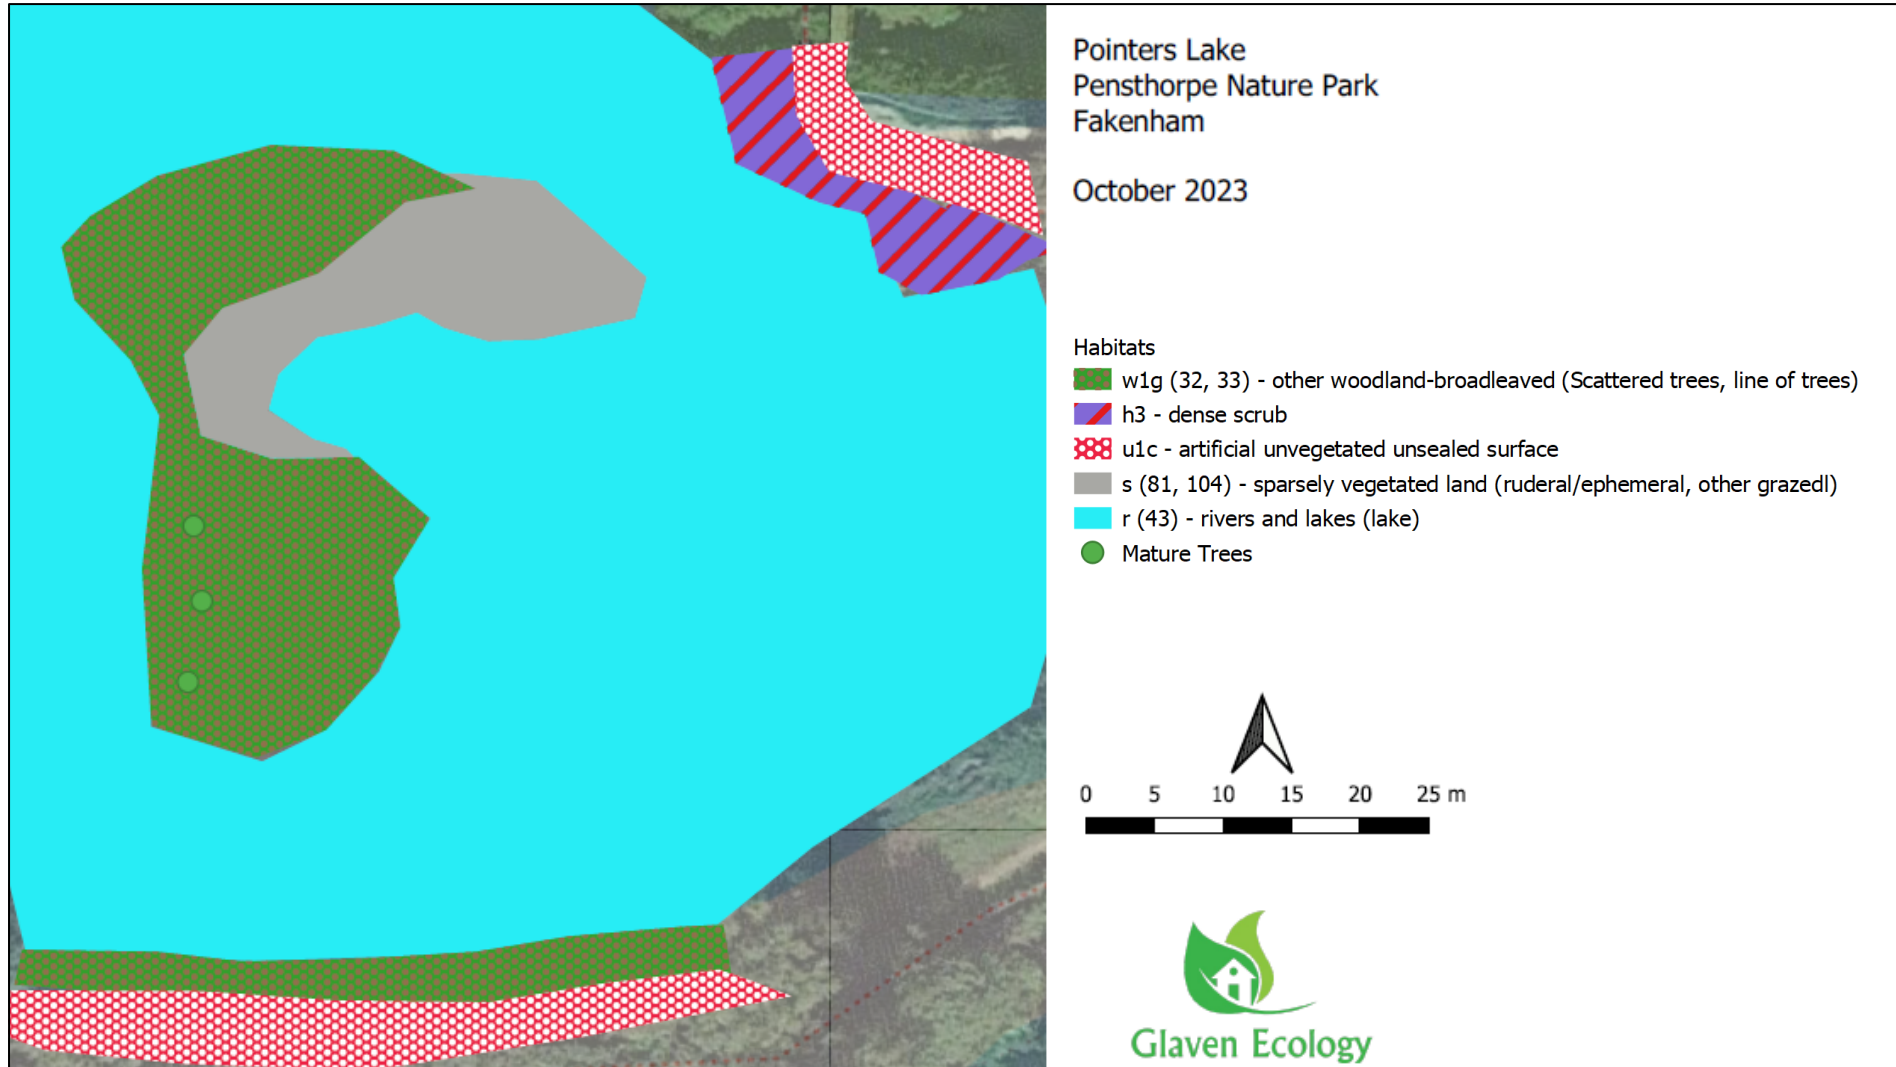 Pointers Lake
Pensthorpe Nature Park
Fakenham
October 2023
Habitats
w1g (32, 33) - other woodland-broadleaved (Scattered trees, line of trees)
h3 - dense scrub
u1c - artificial unvegetated unsealed surface
s (81, 104) - sparsely vegetated land (ruderal/ephemeral, other grazedl)
r (43) - rivers and lakes (lake)
Mature Trees
0 5 10 15 20 25 m
Glaven Ecology